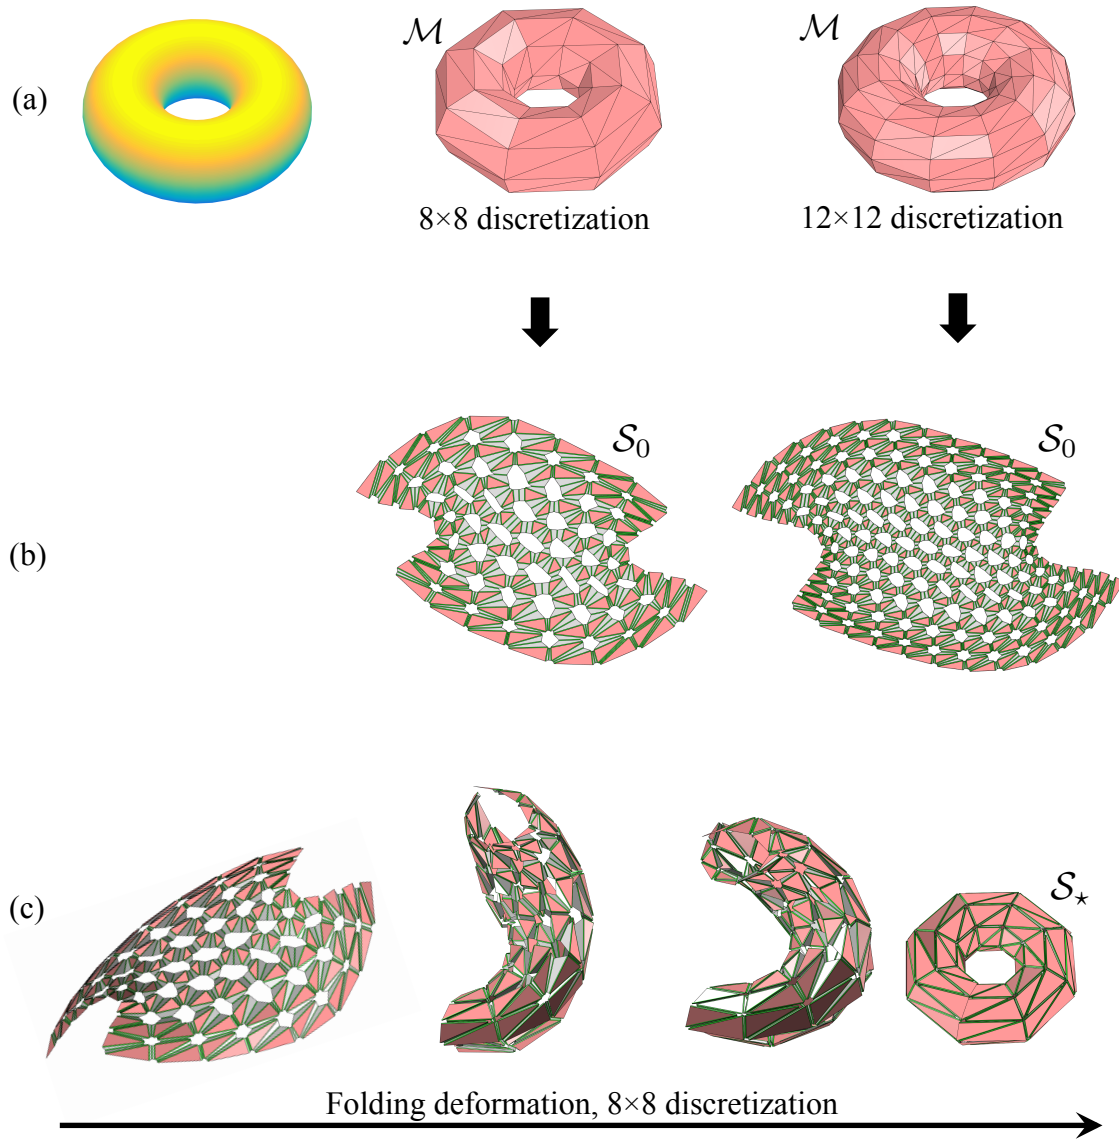 (a)
ℳ
ℳ
8×8 discretization
12×12 discretization
(b)
𝒮₀
𝒮₀
(c)
𝒮⋆
Folding deformation, 8×8 discretization